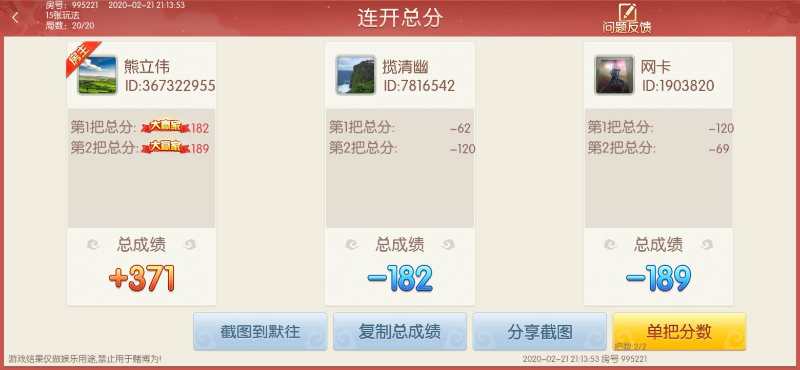 房号：995221 2020-02-21 21:13:53
15张玩法
局数：20/20
连开总分
问题反馈
房主
熊立伟
ID:367322955
第1把总分: 大赢家 182
第2把总分: 大赢家 189
总成绩
+371
揽清幽
ID:7816542
第1把总分: -62
第2把总分: -120
总成绩
-182
网卡
ID:1903820
第1把总分: -120
第2把总分: -69
总成绩
-189
截图到默往
复制总成绩
分享截图
单把分数
把数:2/2
游戏结果仅做娱乐用途,禁止用于赌博为!
2020-02-21 21:13:53 房号 995221